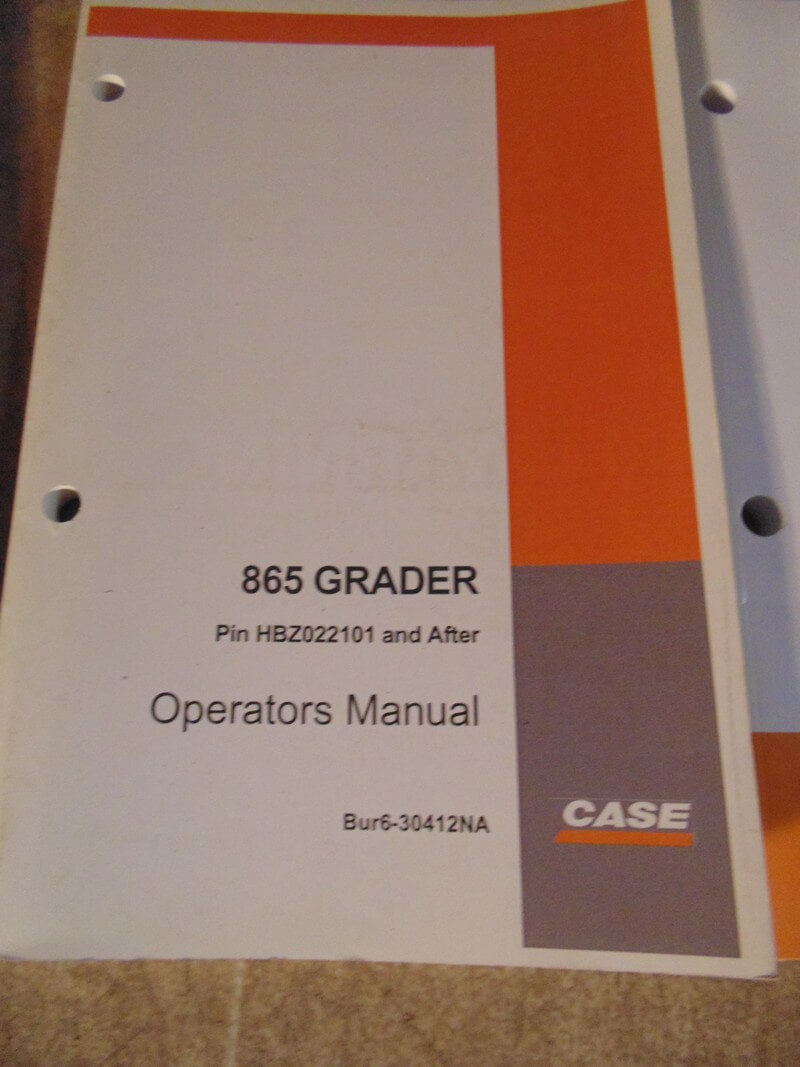 865 GRADER
Pin HBZ022101 and After
Operators Manual
Bur6-30412NA
CASE